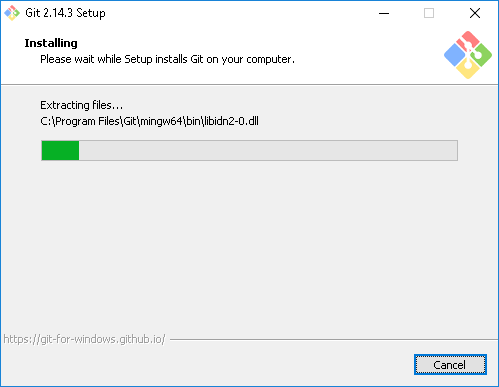 Git 2.14.3 Setup
Installing
Please wait while Setup installs Git on your computer.
Extracting files...
C:\Program Files\Git\mingw64\bin\libidn2-0.dll
https://git-for-windows.github.io/
Cancel